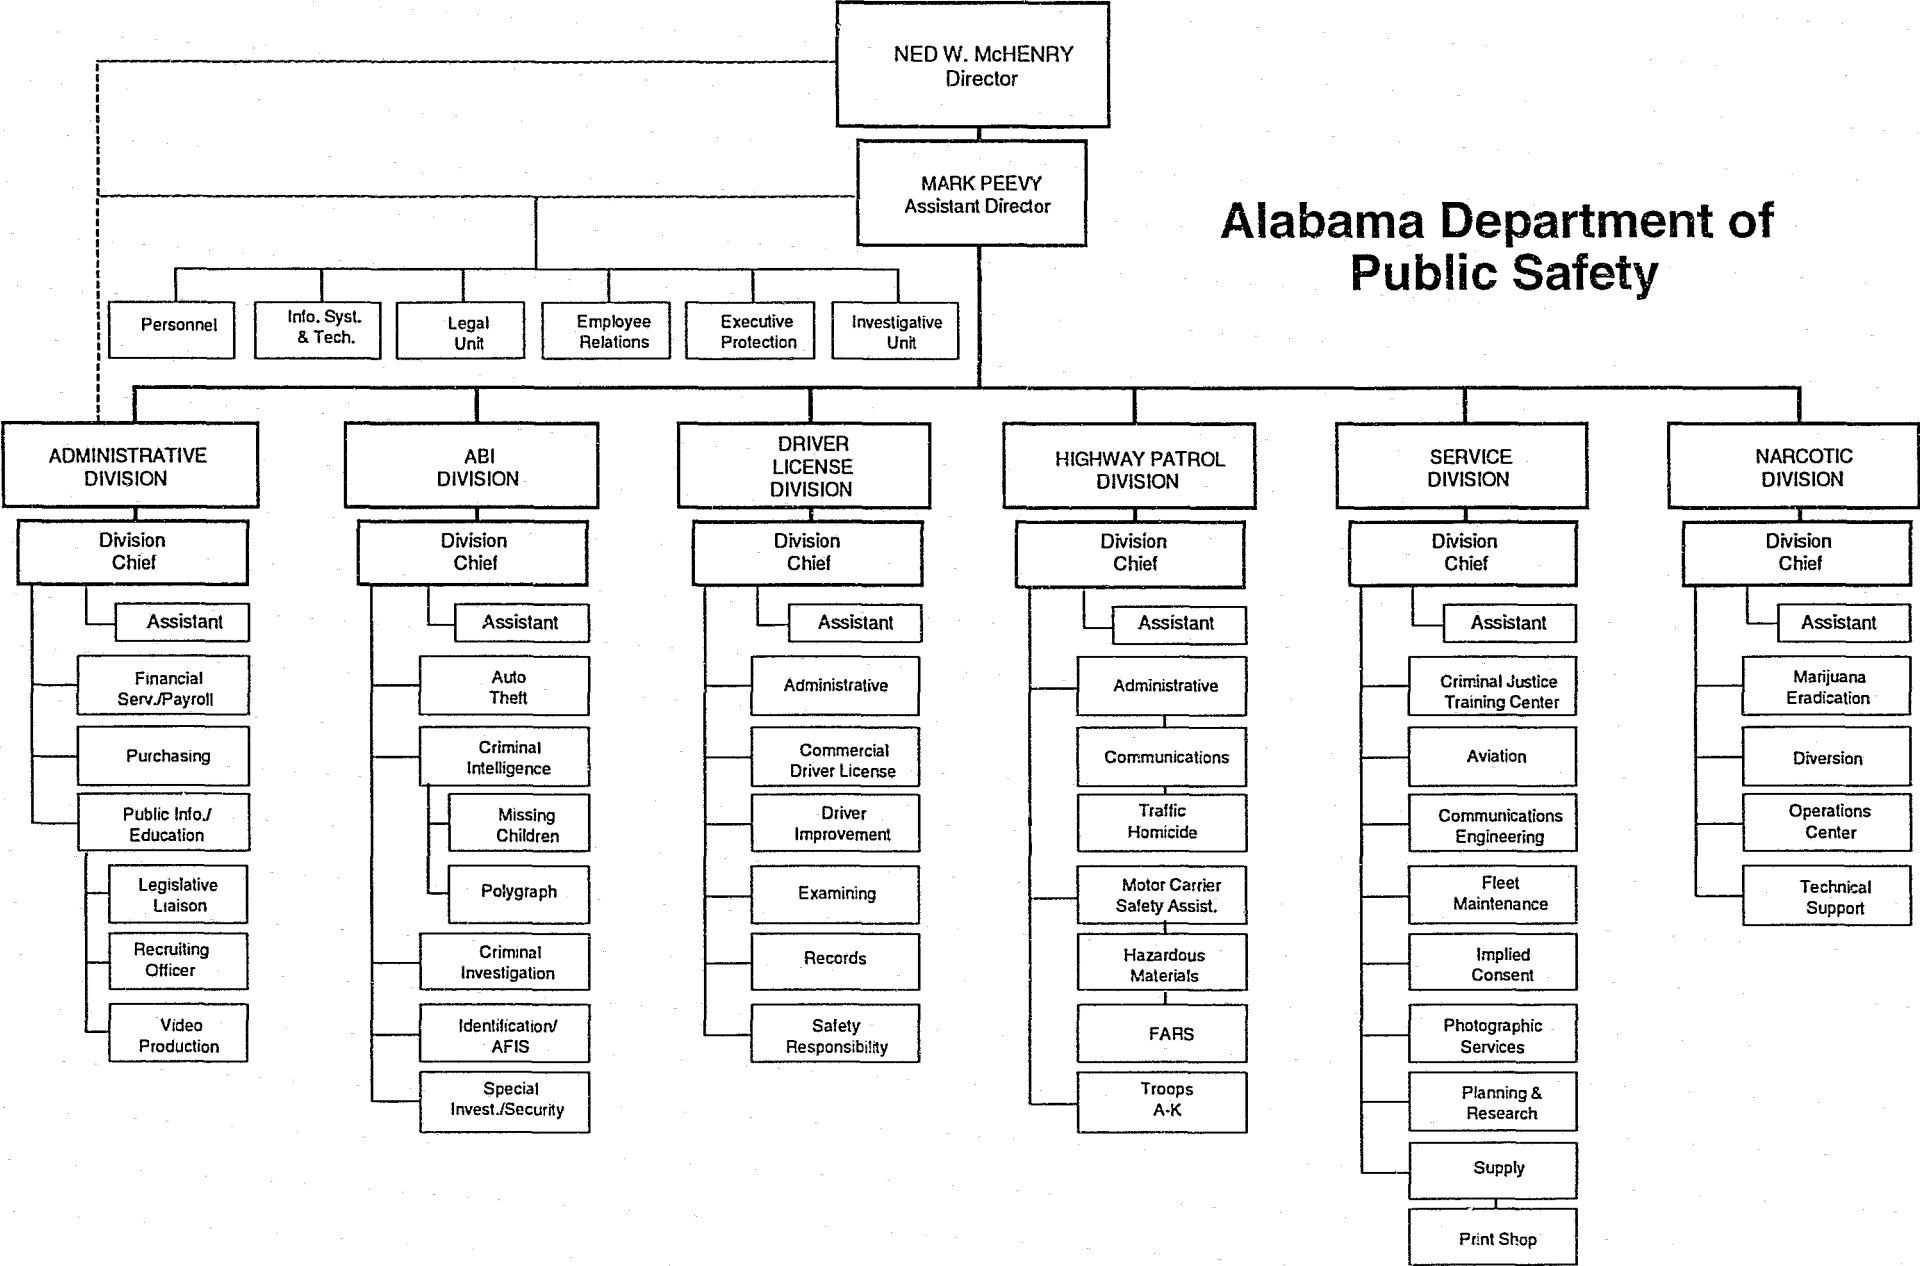 NED W. McHENRY
Director
MARK PEEVY
Assistant Director
Alabama Department of
Public Safety
Personnel
Info. Syst.
& Tech.
Legal
Unit
Employee
Relations
Executive
Protection
Investigative
Unit
ADMINISTRATIVE
DIVISION
Division
Chief
Assistant
Financial
Serv./Payroll
Purchasing
Public Info./
Education
Legislative
Liaison
Recruiting
Officer
Video
Production
ABI
DIVISION
Division
Chief
Assistant
Auto
Theft
Criminal
Intelligence
Missing
Children
Polygraph
Criminal
Investigation
Identification/
AFIS
Special
Invest./Security
DRIVER
LICENSE
DIVISION
Division
Chief
Assistant
Administrative
Commercial
Driver License
Driver
Improvement
Examining
Records
Safety
Responsibility
HIGHWAY PATROL
DIVISION
Division
Chief
Assistant
Administrative
Communications
Traffic
Homicide
Motor Carrier
Safety Assist.
Hazardous
Materials
FARS
Troops
A-K
SERVICE
DIVISION
Division
Chief
Assistant
Criminal Justice
Training Center
Aviation
Communications
Engineering
Fleet
Maintenance
Implied
Consent
Photographic
Services
Planning &
Research
Supply
Print Shop
NARCOTIC
DIVISION
Division
Chief
Assistant
Marijuana
Eradication
Diversion
Operations
Center
Technical
Support